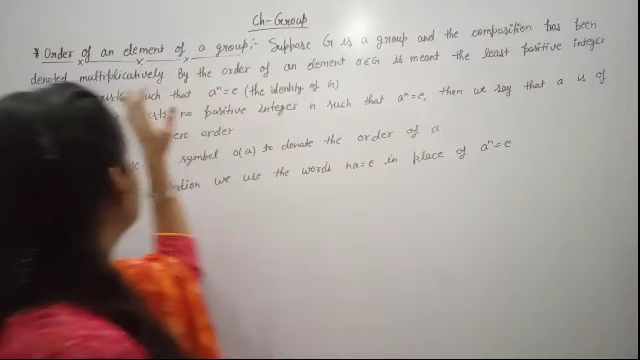 Ch-Group
* Order of an element of a group:- Suppose G is a group and the composition has been
denoted multiplicatively By the order of an element a∈G is meant the least positive integer
such that aⁿ=e (the identity of G)
no positive integer n such that aⁿ=e, then we say that a is of
order
symbol o(a) to denote the order of a
we use the words na=e in place of aⁿ=e